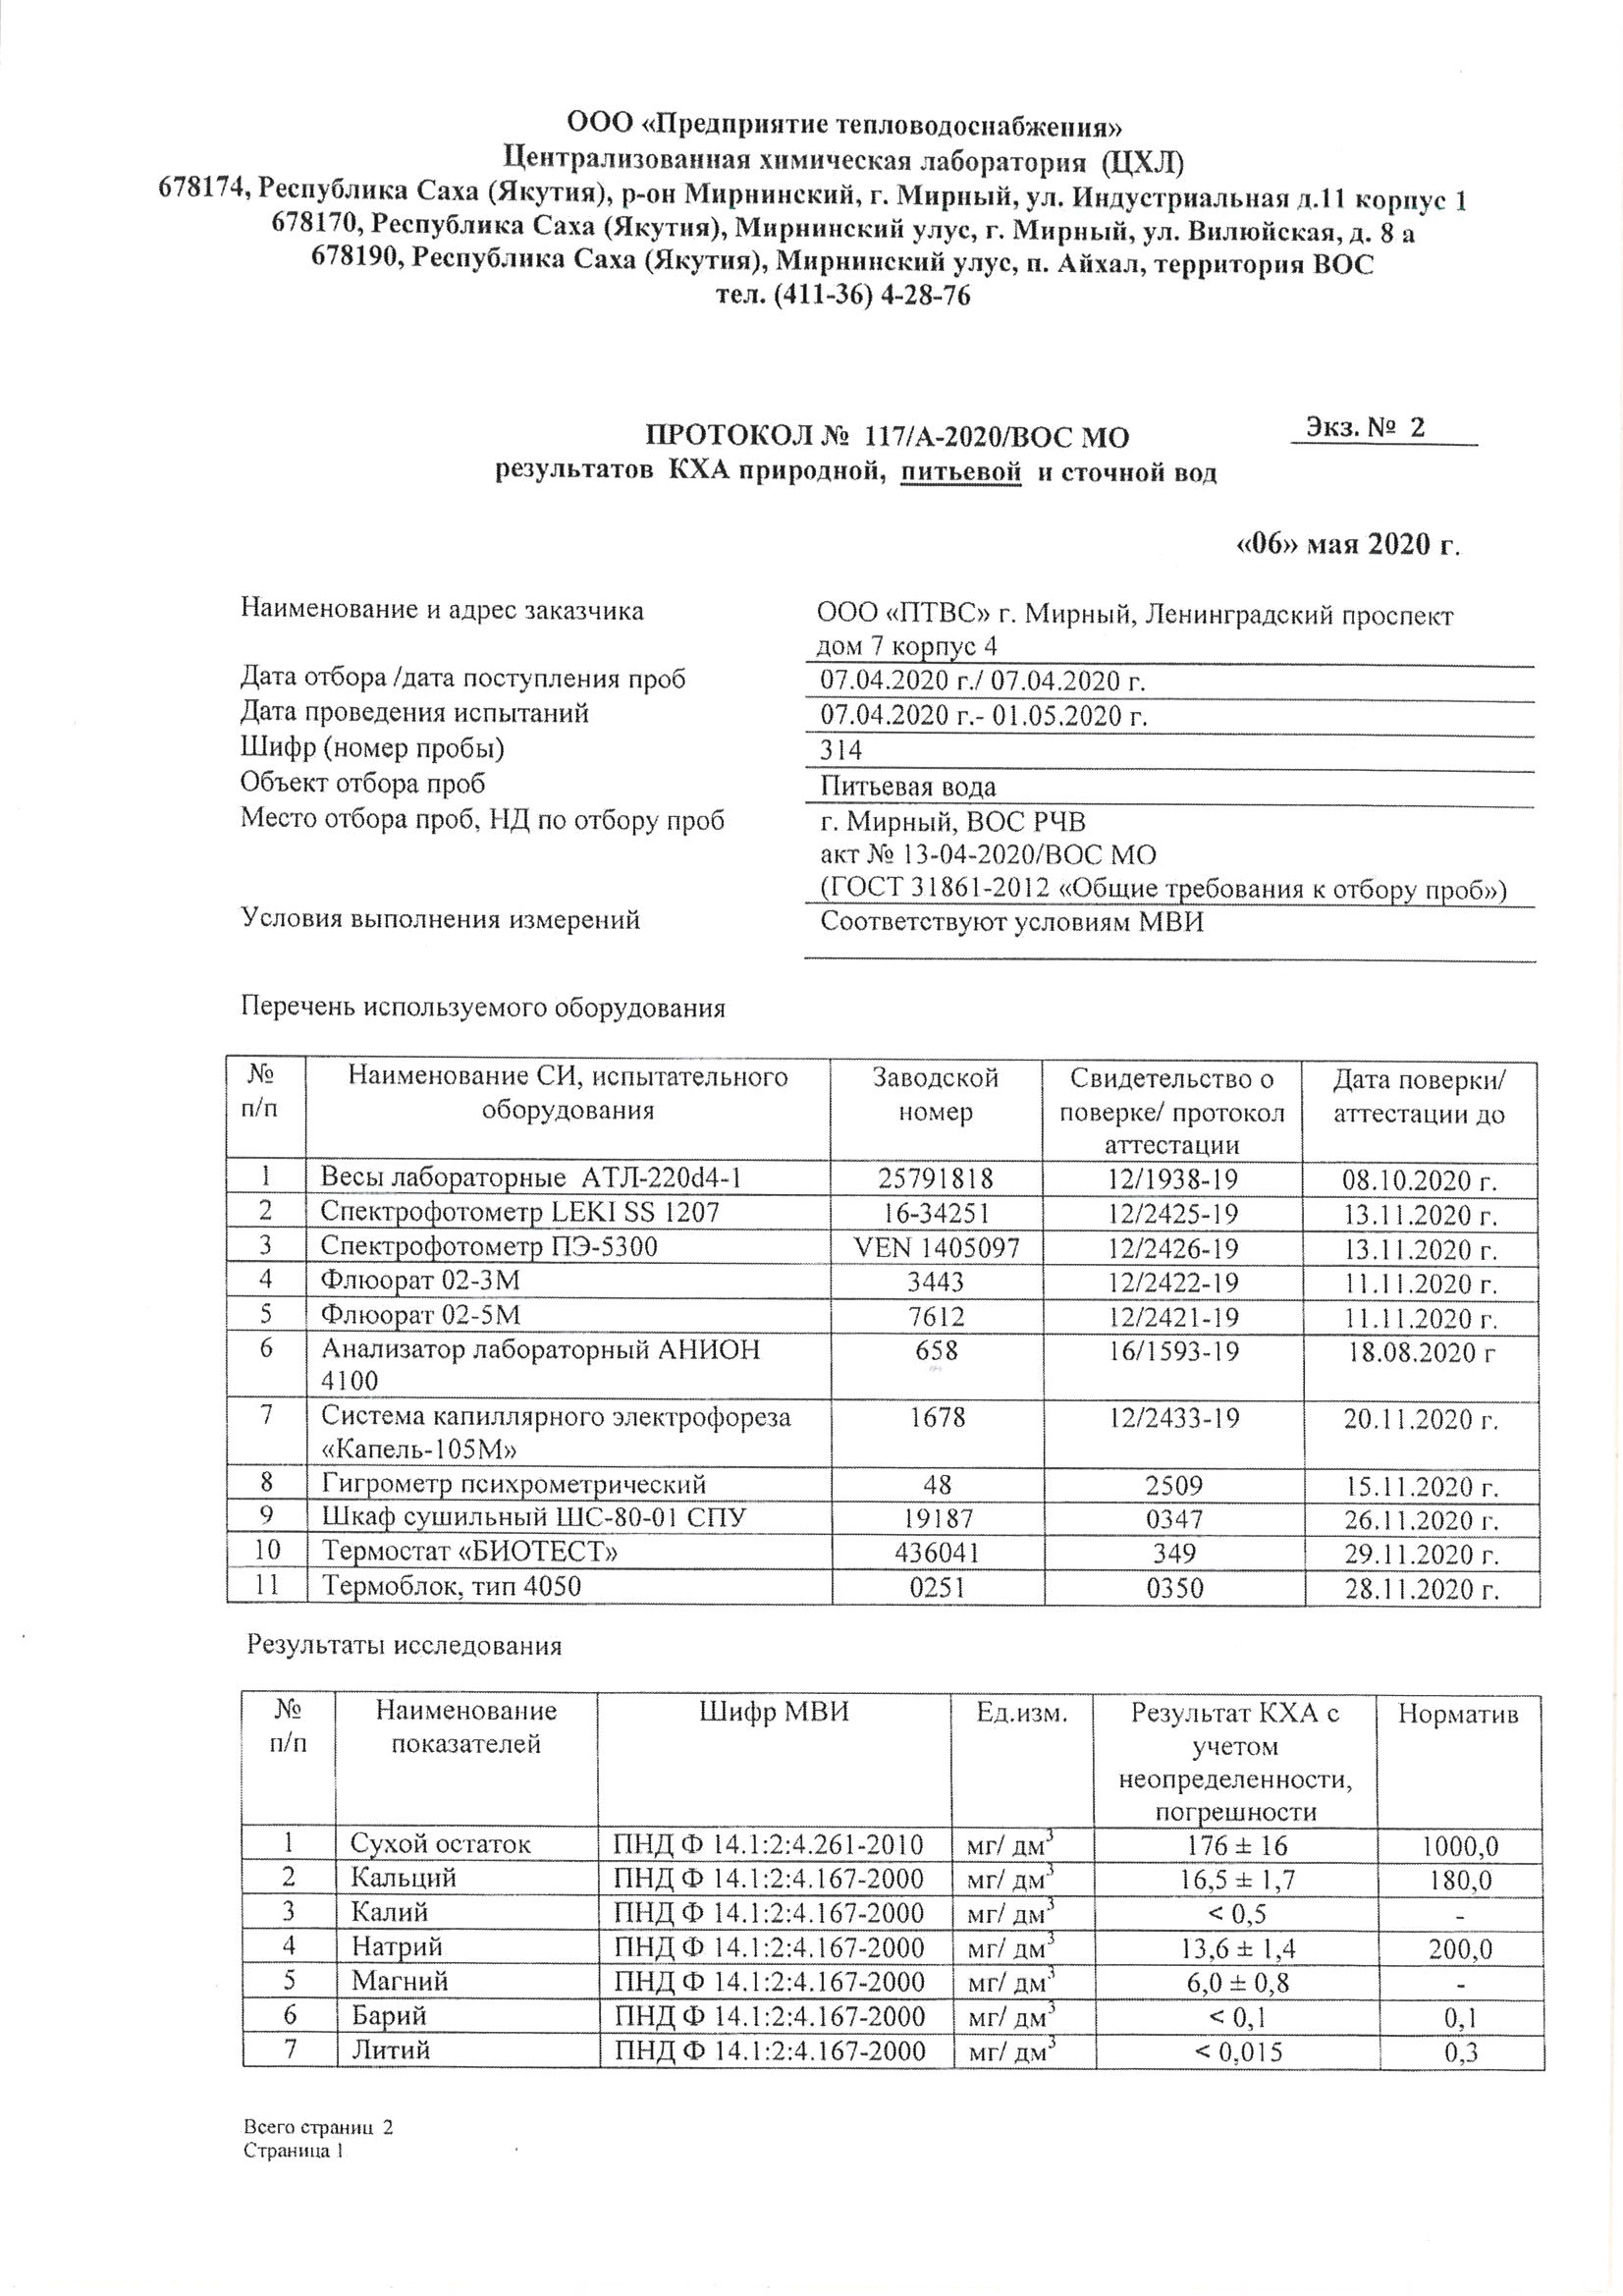 ООО «Предприятие тепловодоснабжения»
Централизованная химическая лаборатория (ЦХЛ)
678174, Республика Саха (Якутия), р-он Мирнинский, г. Мирный, ул. Индустриальная д.11 корпус 1
678170, Республика Саха (Якутия), Мирнинский улус, г. Мирный, ул. Вилюйская, д. 8 а
678190, Республика Саха (Якутия), Мирнинский улус, п. Айхал, территория ВОС
тел. (411-36) 4-28-76
Экз. № 2
ПРОТОКОЛ № 117/А-2020/ВОС МО
результатов КХА природной, питьевой и сточной вод
«06» мая 2020 г.
Наименование и адрес заказчика ООО «ПТВС» г. Мирный, Ленинградский проспект
дом 7 корпус 4
Дата отбора /дата поступления проб 07.04.2020 г./ 07.04.2020 г.
Дата проведения испытаний 07.04.2020 г.- 01.05.2020 г.
Шифр (номер пробы) 314
Объект отбора проб Питьевая вода
Место отбора проб, НД по отбору проб г. Мирный, ВОС РЧВ
акт № 13-04-2020/ВОС МО
(ГОСТ 31861-2012 «Общие требования к отбору проб»)
Условия выполнения измерений Соответствуют условиям МВИ
Перечень используемого оборудования
№ Наименование СИ, испытательного Заводской Свидетельство о Дата поверки/
п/п оборудования номер поверке/ протокол аттестации до
аттестации
1 Весы лабораторные АТЛ-220d4-1 25791818 12/1938-19 08.10.2020 г.
2 Спектрофотометр LEKI SS 1207 16-34251 12/2425-19 13.11.2020 г.
3 Спектрофотометр ПЭ-5300 VEN 1405097 12/2426-19 13.11.2020 г.
4 Флюорат 02-3М 3443 12/2422-19 11.11.2020 г.
5 Флюорат 02-5М 7612 12/2421-19 11.11.2020 г.
6 Анализатор лабораторный АНИОН 658 16/1593-19 18.08.2020 г
4100
7 Система капиллярного электрофореза 1678 12/2433-19 20.11.2020 г.
«Капель-105М»
8 Гигрометр психрометрический 48 2509 15.11.2020 г.
9 Шкаф сушильный ШС-80-01 СПУ 19187 0347 26.11.2020 г.
10 Термостат «БИОТЕСТ» 436041 349 29.11.2020 г.
11 Термоблок, тип 4050 0251 0350 28.11.2020 г.
Результаты исследования
№ Наименование Шифр МВИ Ед.изм. Результат КХА с Норматив
п/п показателей учетом
неопределенности,
погрешности
1 Сухой остаток ПНД Ф 14.1:2:4.261-2010 мг/ дм³ 176 ± 16 1000,0
2 Кальций ПНД Ф 14.1:2:4.167-2000 мг/ дм³ 16,5 ± 1,7 180,0
3 Калий ПНД Ф 14.1:2:4.167-2000 мг/ дм³ < 0,5 -
4 Натрий ПНД Ф 14.1:2:4.167-2000 мг/ дм³ 13,6 ± 1,4 200,0
5 Магний ПНД Ф 14.1:2:4.167-2000 мг/ дм³ 6,0 ± 0,8 -
6 Барий ПНД Ф 14.1:2:4.167-2000 мг/ дм³ < 0,1 0,1
7 Литий ПНД Ф 14.1:2:4.167-2000 мг/ дм³ < 0,015 0,3
Всего страниц 2
Страница 1